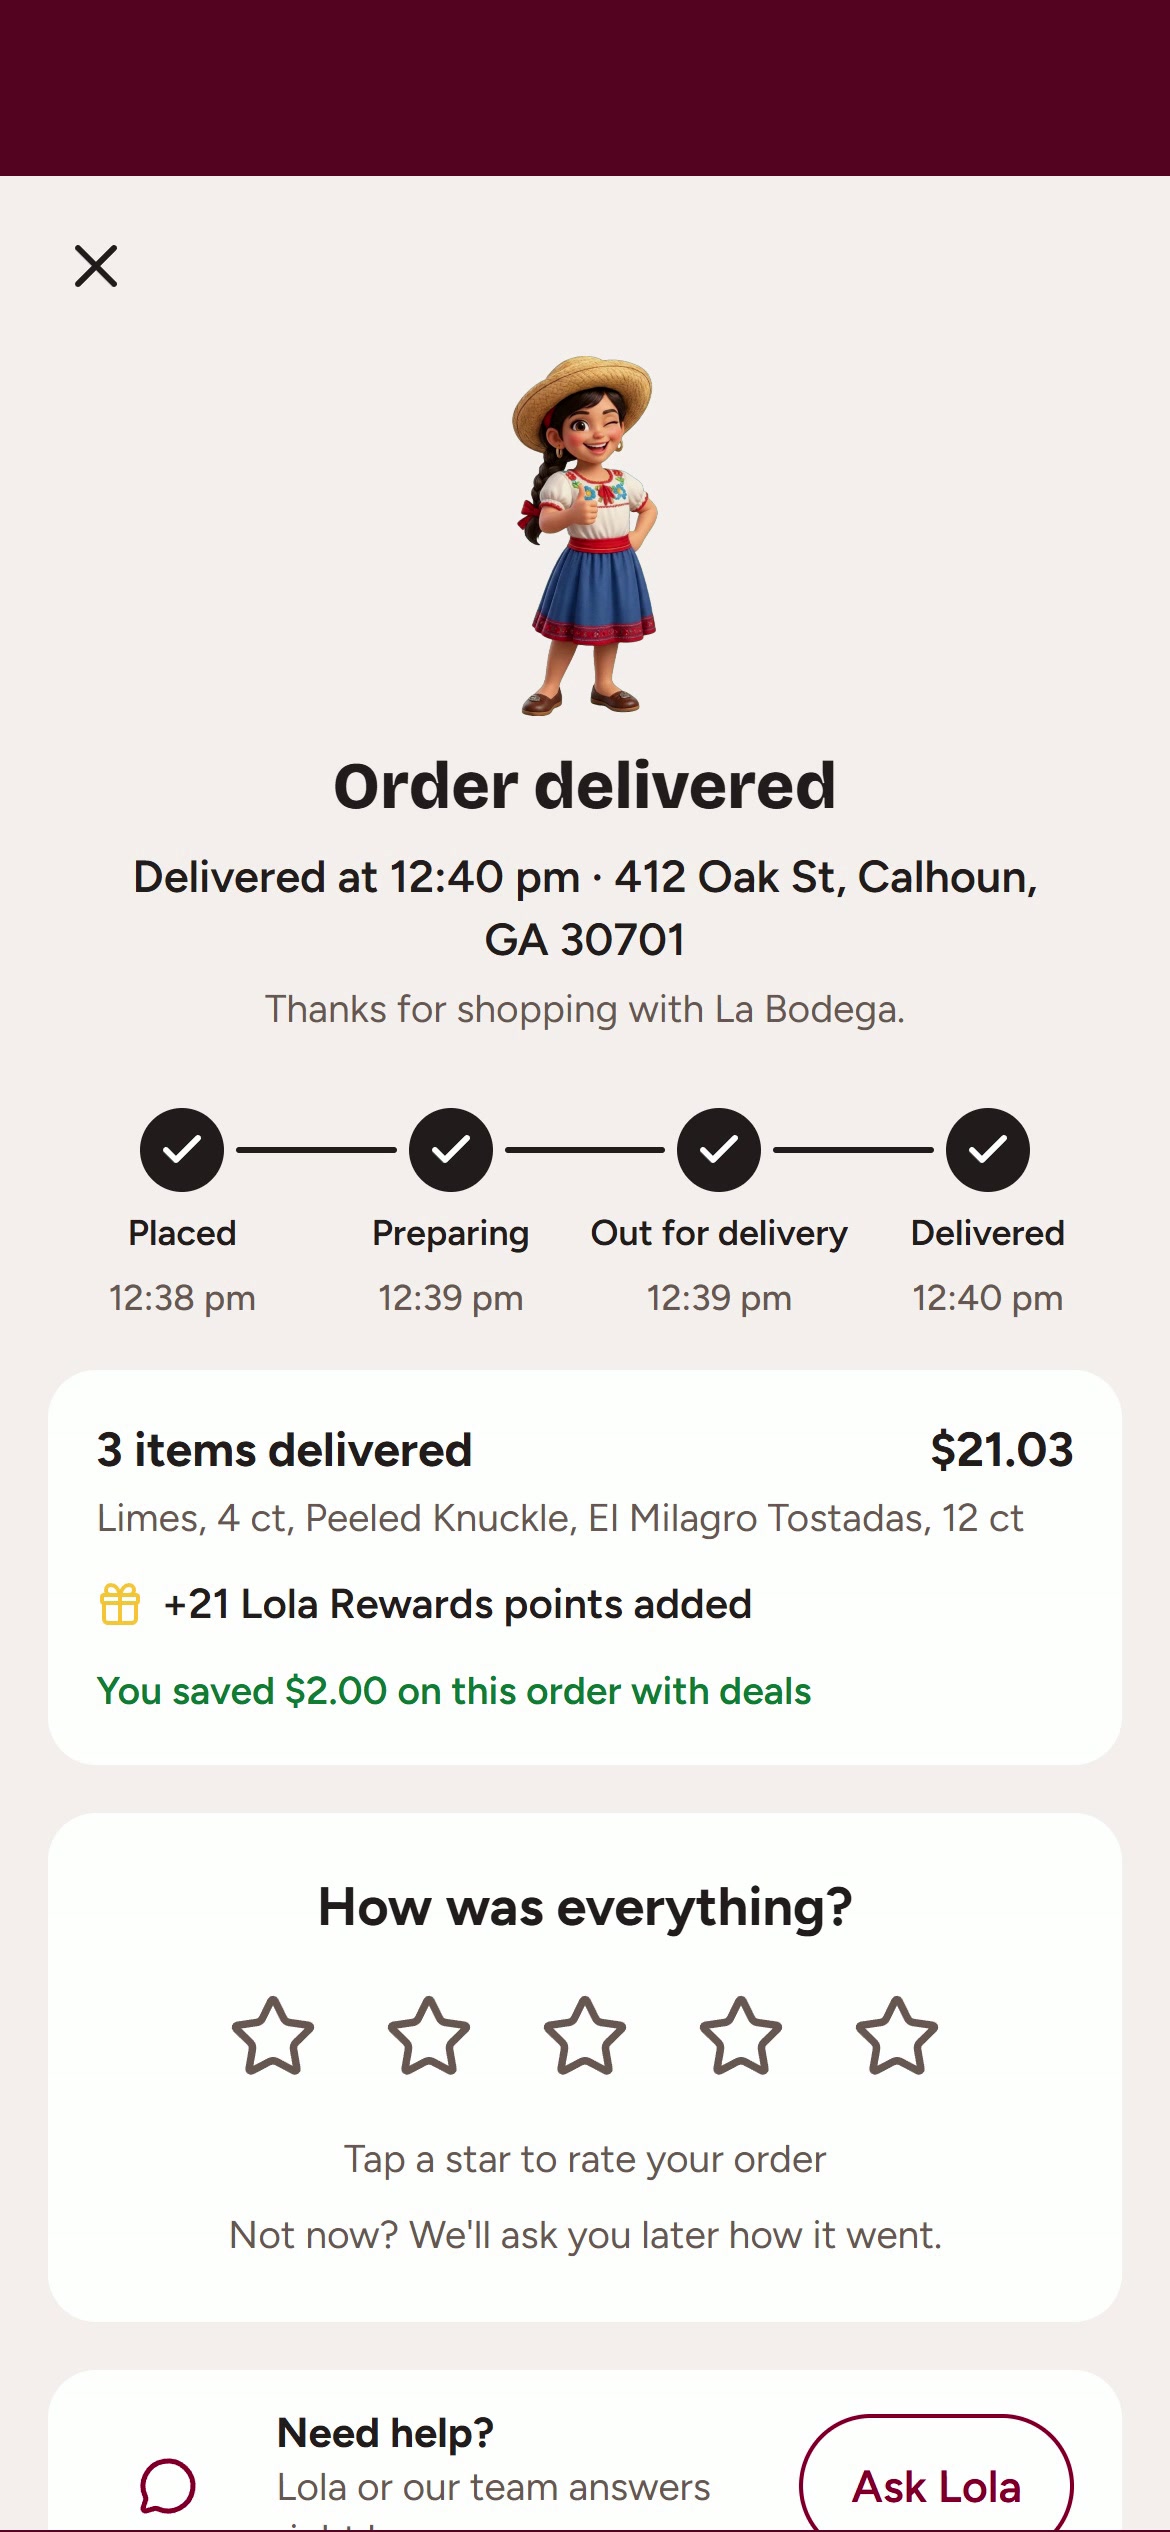 Order delivered
Delivered at 12:40 pm · 412 Oak St, Calhoun,
GA 30701
Thanks for shopping with La Bodega.
Placed
Preparing
Out for delivery
Delivered
12:38 pm
12:39 pm
12:39 pm
12:40 pm
3 items delivered
$21.03
Limes, 4 ct, Peeled Knuckle, El Milagro Tostadas, 12 ct
+21 Lola Rewards points added
You saved $2.00 on this order with deals
How was everything?
Tap a star to rate your order
Not now? We'll ask you later how it went.
Need help?
Lola or our team answers
Ask Lola